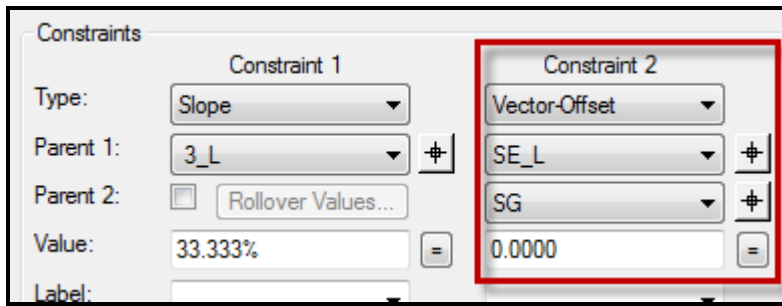 Constraints
Constraint 1 Constraint 2
Type: Slope Vector-Offset
Parent 1: 3_L SE_L
Parent 2: Rollover Values... SG
Value: 33.333% = 0.0000 =
Label: